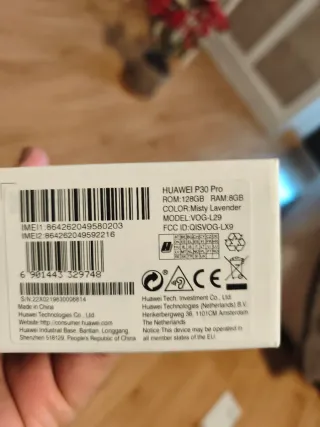 HUAWEI P30 Pro
ROM:128GB RAM:8GB
COLOR:Misty Lavender
MODEL:VOG-L29
FCC ID:QISVOG-LX9
IMEI1:864262049580203
IMEI2:864262049592216
6 901443 329748
S/N:22X0219830008814
Made in China
Huawei Technologies Co., Ltd.
Website:http://consumer.huawei.com
Huawei Industrial Base, Bantian, Longgang,
Shenzhen 518129, People's Republic of China
Huawei Tech. Investment Co., Ltd.
Huawei Technologies (Netherlands) B.V.
Herikerbergweg 36, 1101CM Amsterdam
The Netherlands
Notice:This device may be operated in
all member states of the EU.